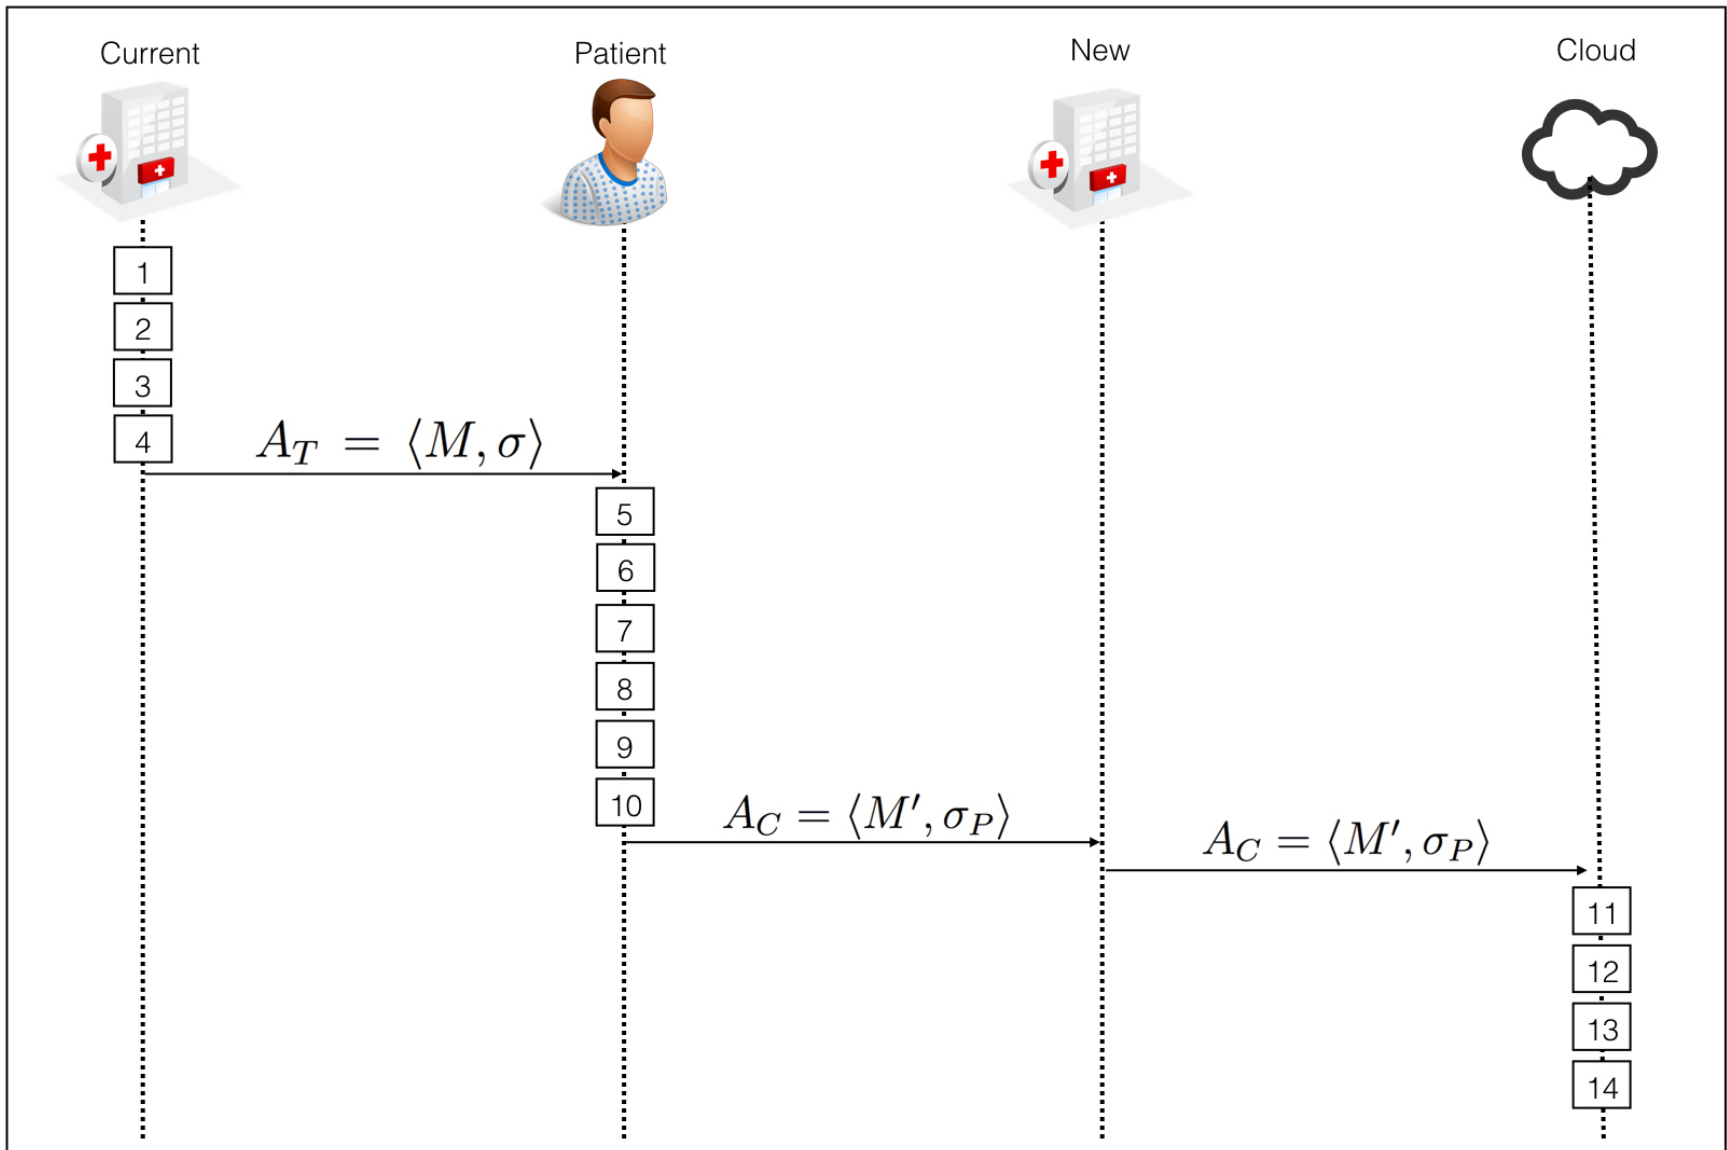 Current
Patient
New
Cloud
1
2
3
4
A_T = ⟨M, σ⟩
5
6
7
8
9
10
A_C = ⟨M′, σ_P⟩
A_C = ⟨M′, σ_P⟩
11
12
13
14